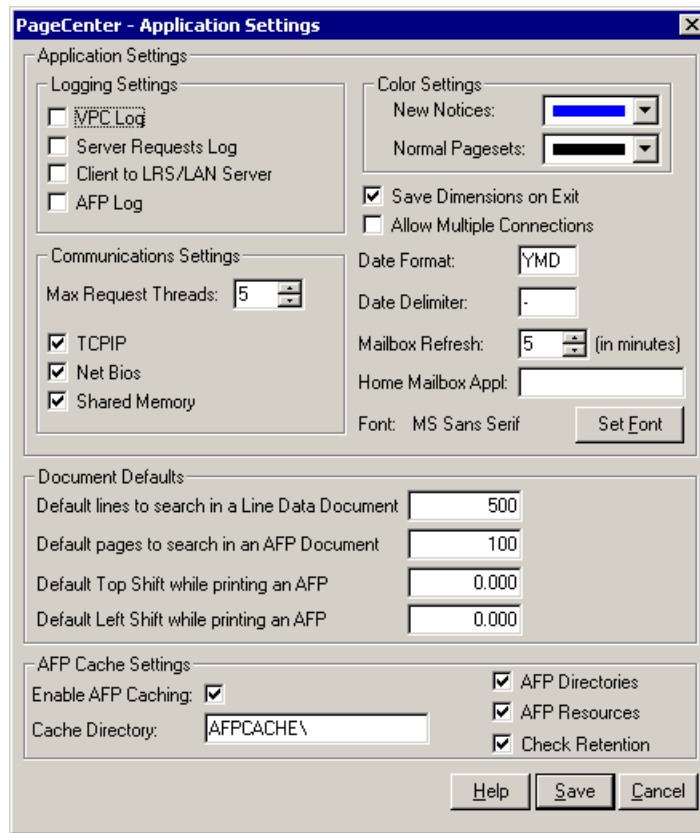 PageCenter - Application Settings
Application Settings
Logging Settings
VPC Log
Server Requests Log
Client to LRS/LAN Server
AFP Log
Color Settings
New Notices:
Normal Pagesets:
Save Dimensions on Exit
Allow Multiple Connections
Communications Settings
Max Request Threads: 5
TCPIP
Net Bios
Shared Memory
Date Format: YMD
Date Delimiter: -
Mailbox Refresh: 5 (in minutes)
Home Mailbox Appl:
Font: MS Sans Serif Set Font
Document Defaults
Default lines to search in a Line Data Document 500
Default pages to search in an AFP Document 100
Default Top Shift while printing an AFP 0.000
Default Left Shift while printing an AFP 0.000
AFP Cache Settings
Enable AFP Caching:
Cache Directory: AFPCACHE\
AFP Directories
AFP Resources
Check Retention
Help Save Cancel